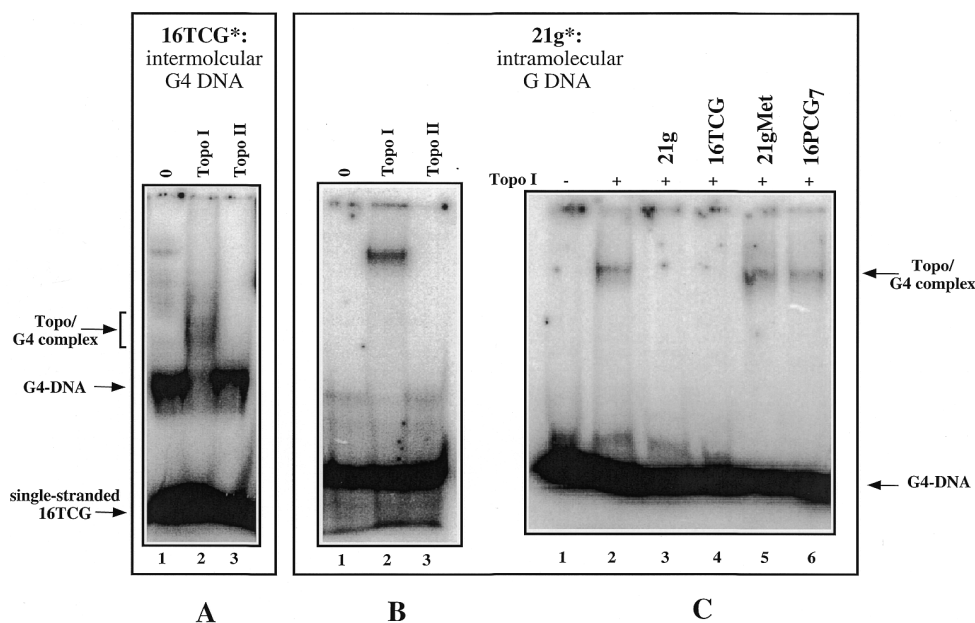 16TCG*:
intermolcular
G4 DNA
0
Topo I
Topo II
Topo/
G4 complex
G4-DNA
single-stranded
16TCG
1 2 3
A
21g*:
intramolecular
G DNA
0
Topo I
Topo II
1 2 3
B
21g
16TCG
21gMet
16PCG7
Topo I - + + + + +
Topo/
G4 complex
G4-DNA
1 2 3 4 5 6
C